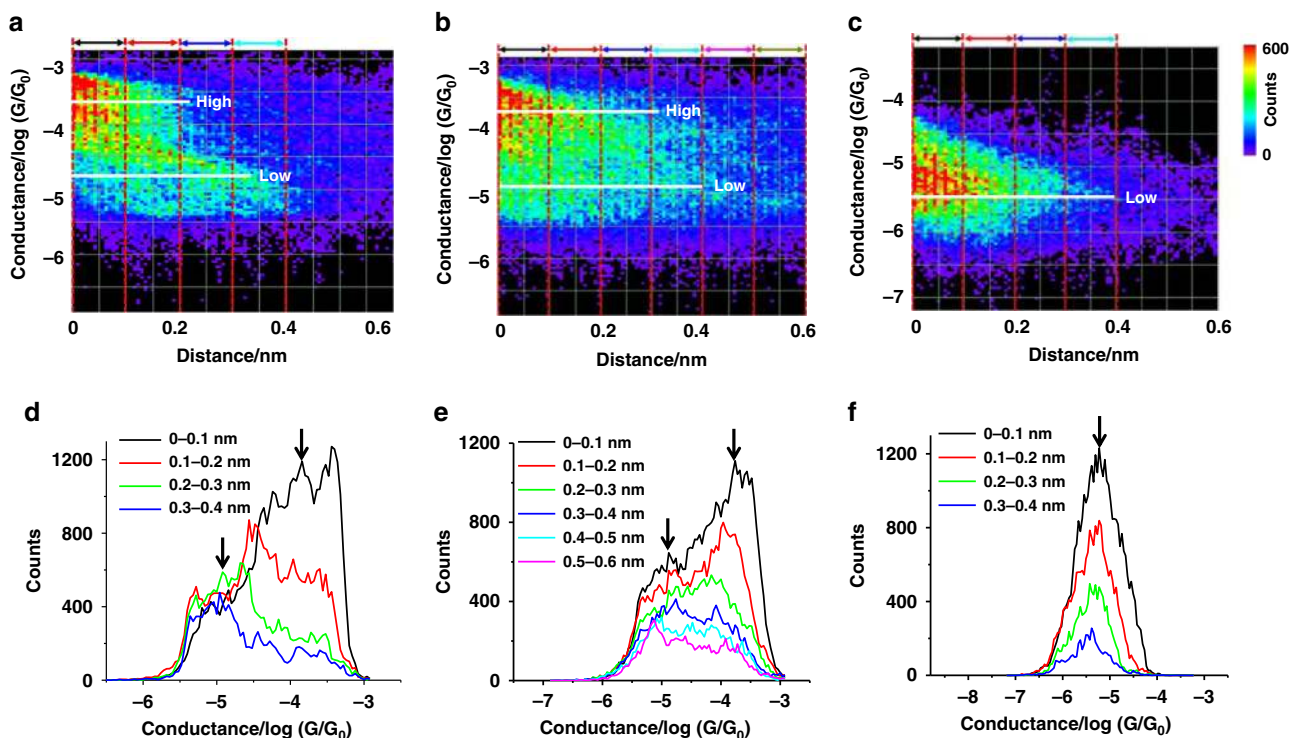 a
Conductance/log (G/G₀)
−3
−4
−5
−6
High
Low
0
0.2
0.4
0.6
Distance/nm
b
Conductance/log (G/G₀)
−3
−4
−5
−6
High
Low
0
0.2
0.4
0.6
Distance/nm
c
Conductance/log (G/G₀)
−4
−5
−6
−7
Low
0
0.2
0.4
0.6
Distance/nm
600
Counts
0
d
0–0.1 nm
0.1–0.2 nm
0.2–0.3 nm
0.3–0.4 nm
Counts
1200
800
400
0
−6
−5
−4
−3
Conductance/log (G/G₀)
e
0–0.1 nm
0.1–0.2 nm
0.2–0.3 nm
0.3–0.4 nm
0.4–0.5 nm
0.5–0.6 nm
Counts
1200
900
600
300
0
−7
−6
−5
−4
−3
Conductance/log (G/G₀)
f
0–0.1 nm
0.1–0.2 nm
0.2–0.3 nm
0.3–0.4 nm
Counts
1200
900
600
300
0
−8
−7
−6
−5
−4
−3
Conductance/log (G/G₀)